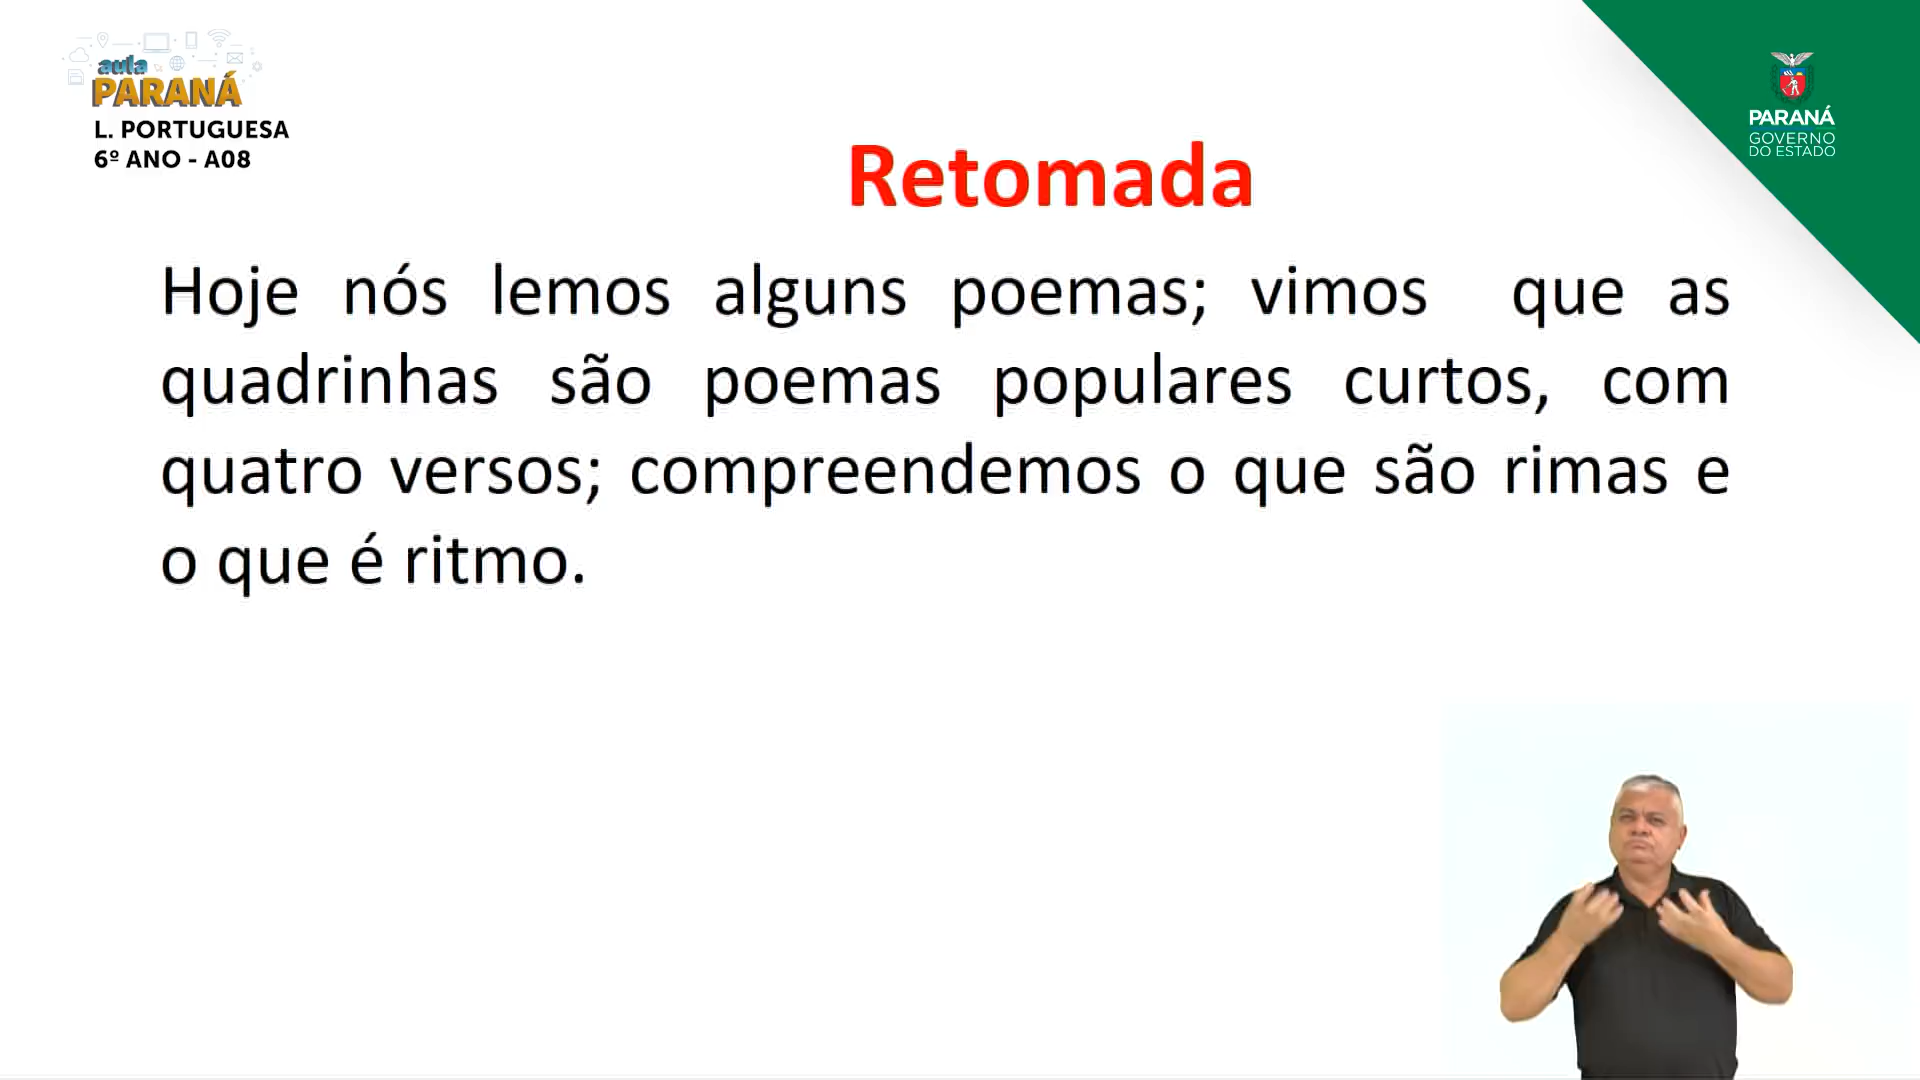 aula
PARANÁ
L. PORTUGUESA
6º ANO - A08
PARANÁ
GOVERNO
DO ESTADO
Retomada
Hoje nós lemos alguns poemas; vimos que as
quadrinhas são poemas populares curtos, com
quatro versos; compreendemos o que são rimas e
o que é ritmo.